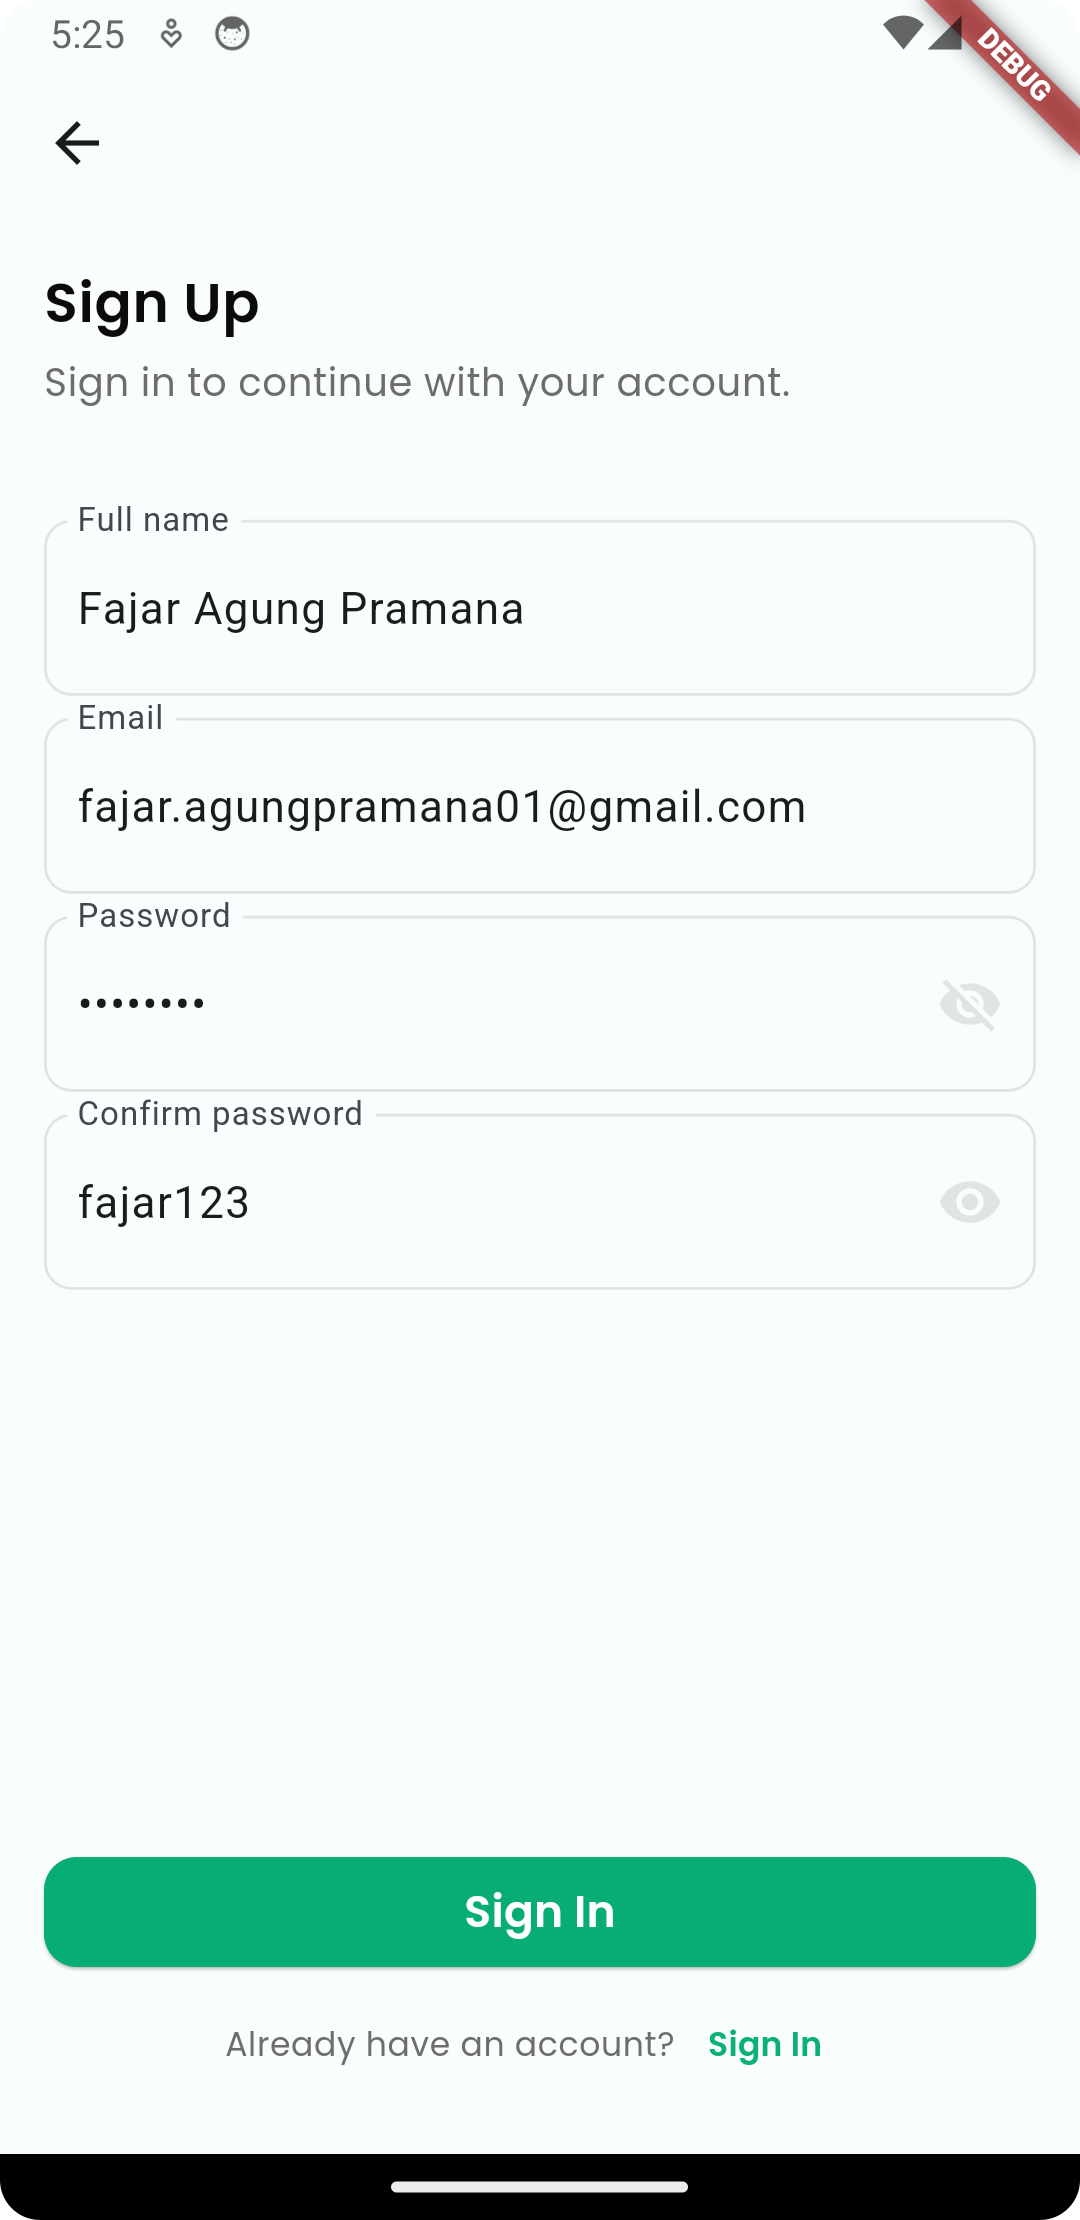 5:25
DEBUG
Sign Up
Sign in to continue with your account.
Full name
Fajar Agung Pramana
Email
fajar.agungpramana01@gmail.com
Password
••••••••
Confirm password
fajar123
Sign In
Already have an account? Sign In